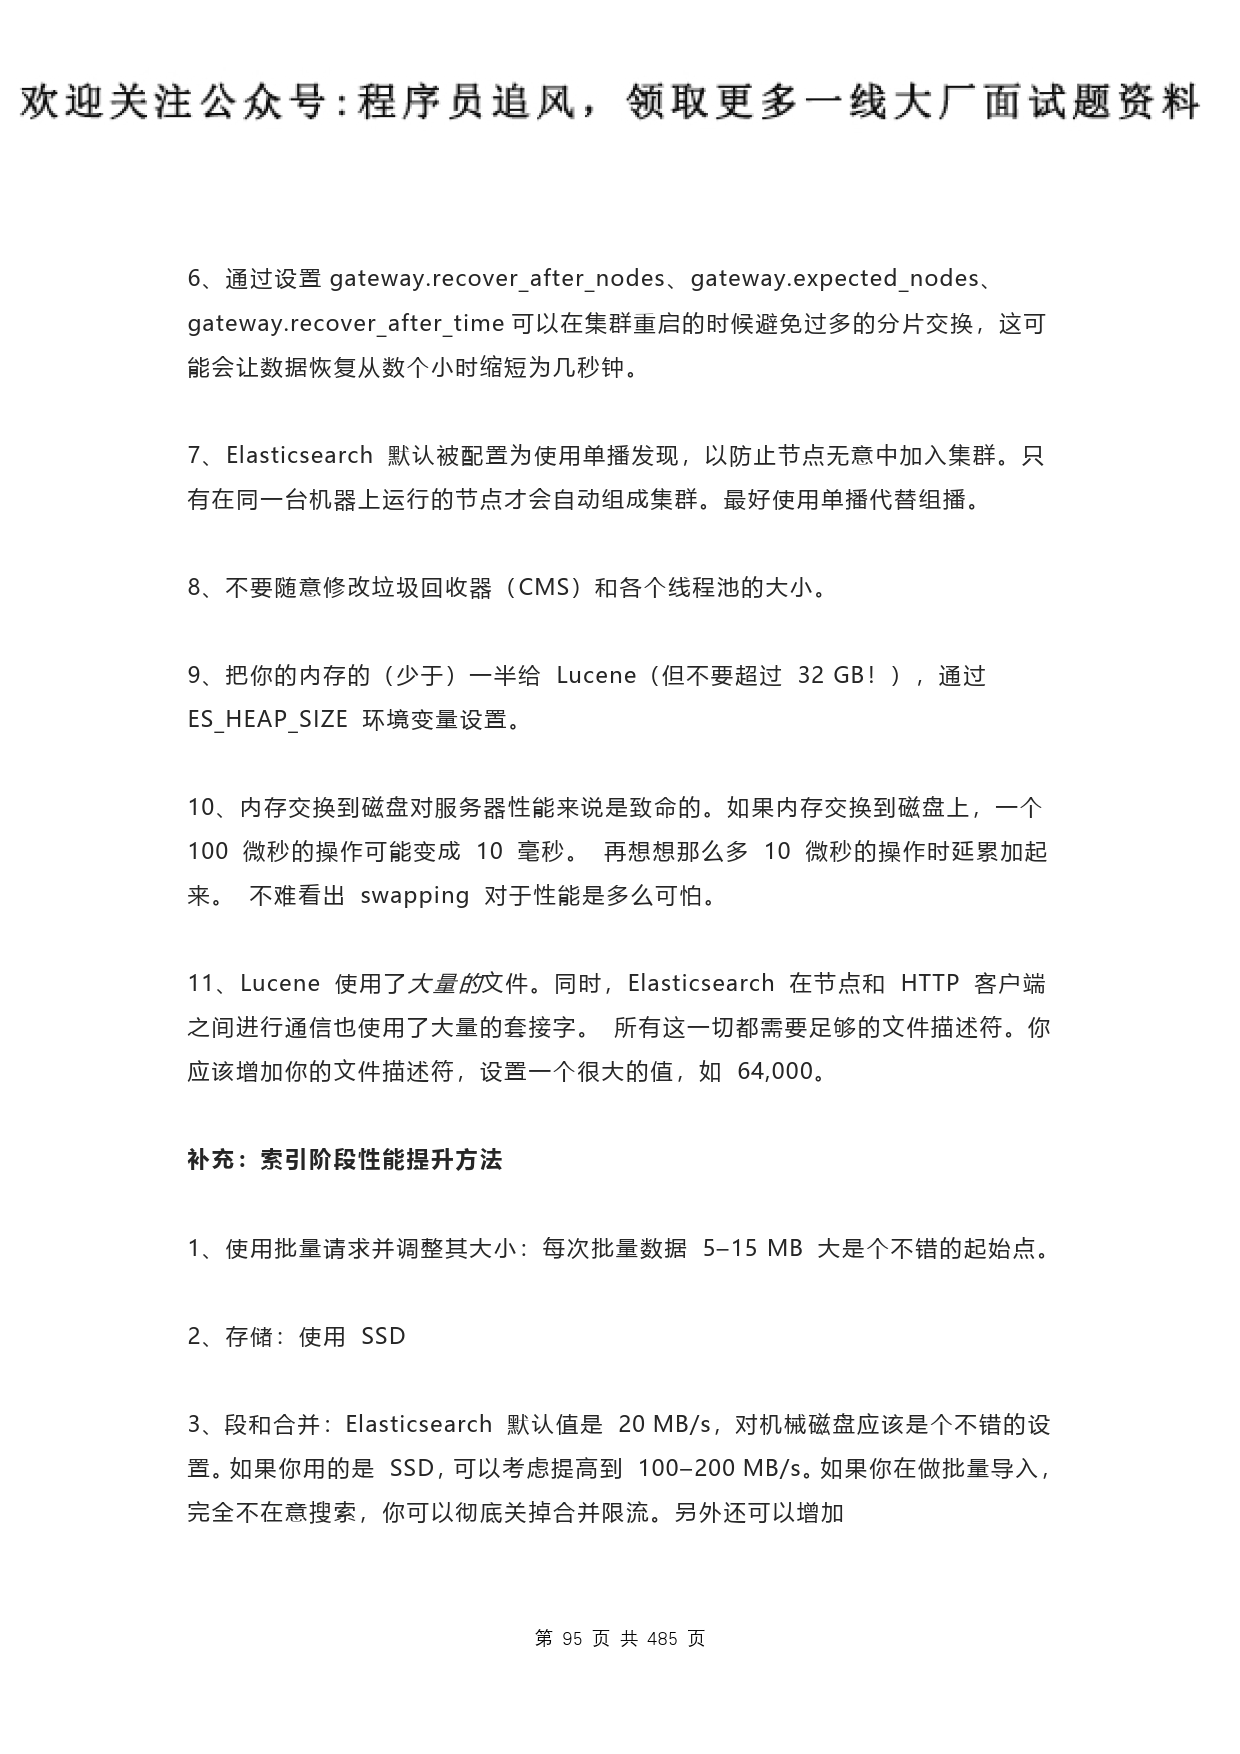 欢迎关注公众号:程序员追风，领取更多一线大厂面试题资料
6、通过设置 gateway.recover_after_nodes、gateway.expected_nodes、
gateway.recover_after_time 可以在集群重启的时候避免过多的分片交换，这可
能会让数据恢复从数个小时缩短为几秒钟。
7、Elasticsearch 默认被配置为使用单播发现，以防止节点无意中加入集群。只
有在同一台机器上运行的节点才会自动组成集群。最好使用单播代替组播。
8、不要随意修改垃圾回收器（CMS）和各个线程池的大小。
9、把你的内存的（少于）一半给 Lucene（但不要超过 32 GB！），通过
ES_HEAP_SIZE 环境变量设置。
10、内存交换到磁盘对服务器性能来说是致命的。如果内存交换到磁盘上，一个
100 微秒的操作可能变成 10 毫秒。 再想想那么多 10 微秒的操作时延累加起
来。 不难看出 swapping 对于性能是多么可怕。
11、Lucene 使用了大量的文件。同时，Elasticsearch 在节点和 HTTP 客户端
之间进行通信也使用了大量的套接字。 所有这一切都需要足够的文件描述符。你
应该增加你的文件描述符，设置一个很大的值，如 64,000。
补充：索引阶段性能提升方法
1、使用批量请求并调整其大小：每次批量数据 5–15 MB 大是个不错的起始点。
2、存储：使用 SSD
3、段和合并：Elasticsearch 默认值是 20 MB/s，对机械磁盘应该是个不错的设
置。如果你用的是 SSD，可以考虑提高到 100–200 MB/s。如果你在做批量导入，
完全不在意搜索，你可以彻底关掉合并限流。另外还可以增加
第 95 页 共 485 页